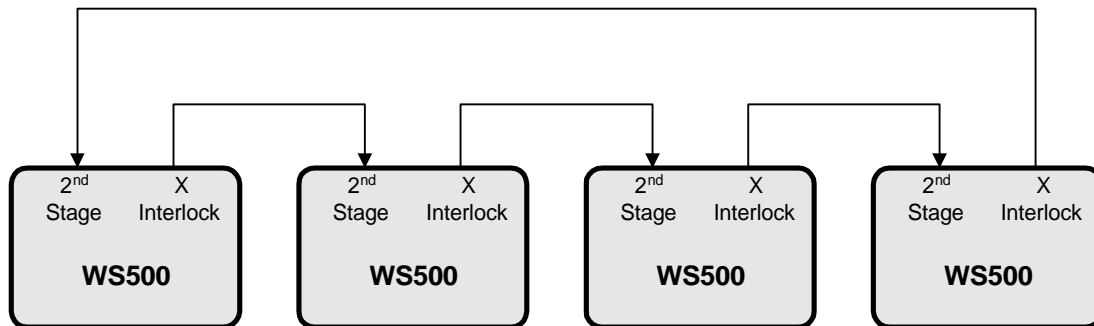 2nd X 2nd X 2nd X 2nd X
Stage Interlock Stage Interlock Stage Interlock Stage Interlock
WS500 WS500 WS500 WS500